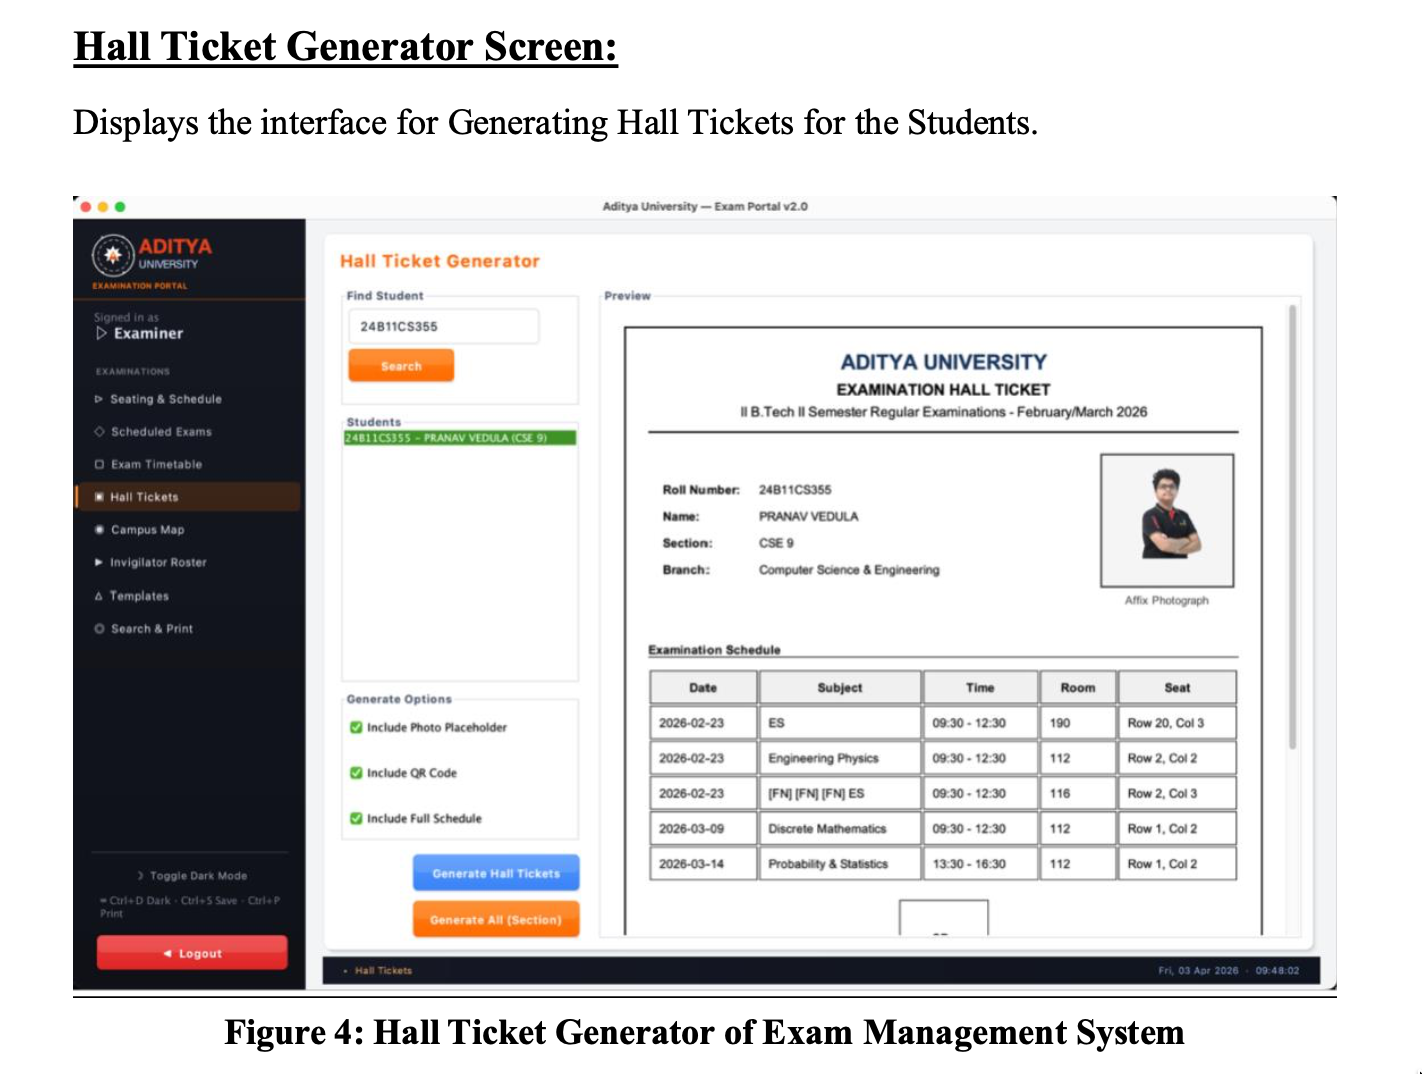 Hall Ticket Generator Screen:
Displays the interface for Generating Hall Tickets for the Students.
Aditya University — Exam Portal v2.0
ADITYA
UNIVERSITY
EXAMINATION PORTAL
Signed in as
Examiner
EXAMINATIONS
Seating & Schedule
Scheduled Exams
Exam Timetable
Hall Tickets
Campus Map
Invigilator Roster
Templates
Search & Print
Toggle Dark Mode
Ctrl+D Dark · Ctrl+S Save · Ctrl+P
Print
Logout
Hall Ticket Generator
Find Student
24B11CS355
Search
Students
24B11CS355 – PRANAV VEDULA (CSE 9)
Generate Options
Include Photo Placeholder
Include QR Code
Include Full Schedule
Generate Hall Tickets
Generate All (Section)
Preview
ADITYA UNIVERSITY
EXAMINATION HALL TICKET
II B.Tech II Semester Regular Examinations - February/March 2026
Roll Number: 24B11CS355
Name: PRANAV VEDULA
Section: CSE 9
Branch: Computer Science & Engineering
Affix Photograph
Examination Schedule
Date Subject Time Room Seat
2026-02-23 ES 09:30 - 12:30 190 Row 20, Col 3
2026-02-23 Engineering Physics 09:30 - 12:30 112 Row 2, Col 2
2026-02-23 [FN] [FN] [FN] ES 09:30 - 12:30 116 Row 2, Col 3
2026-03-09 Discrete Mathematics 09:30 - 12:30 112 Row 1, Col 2
2026-03-14 Probability & Statistics 13:30 - 16:30 112 Row 1, Col 2
Hall Tickets
Fri, 03 Apr 2026 · 09:48:02
Figure 4: Hall Ticket Generator of Exam Management System